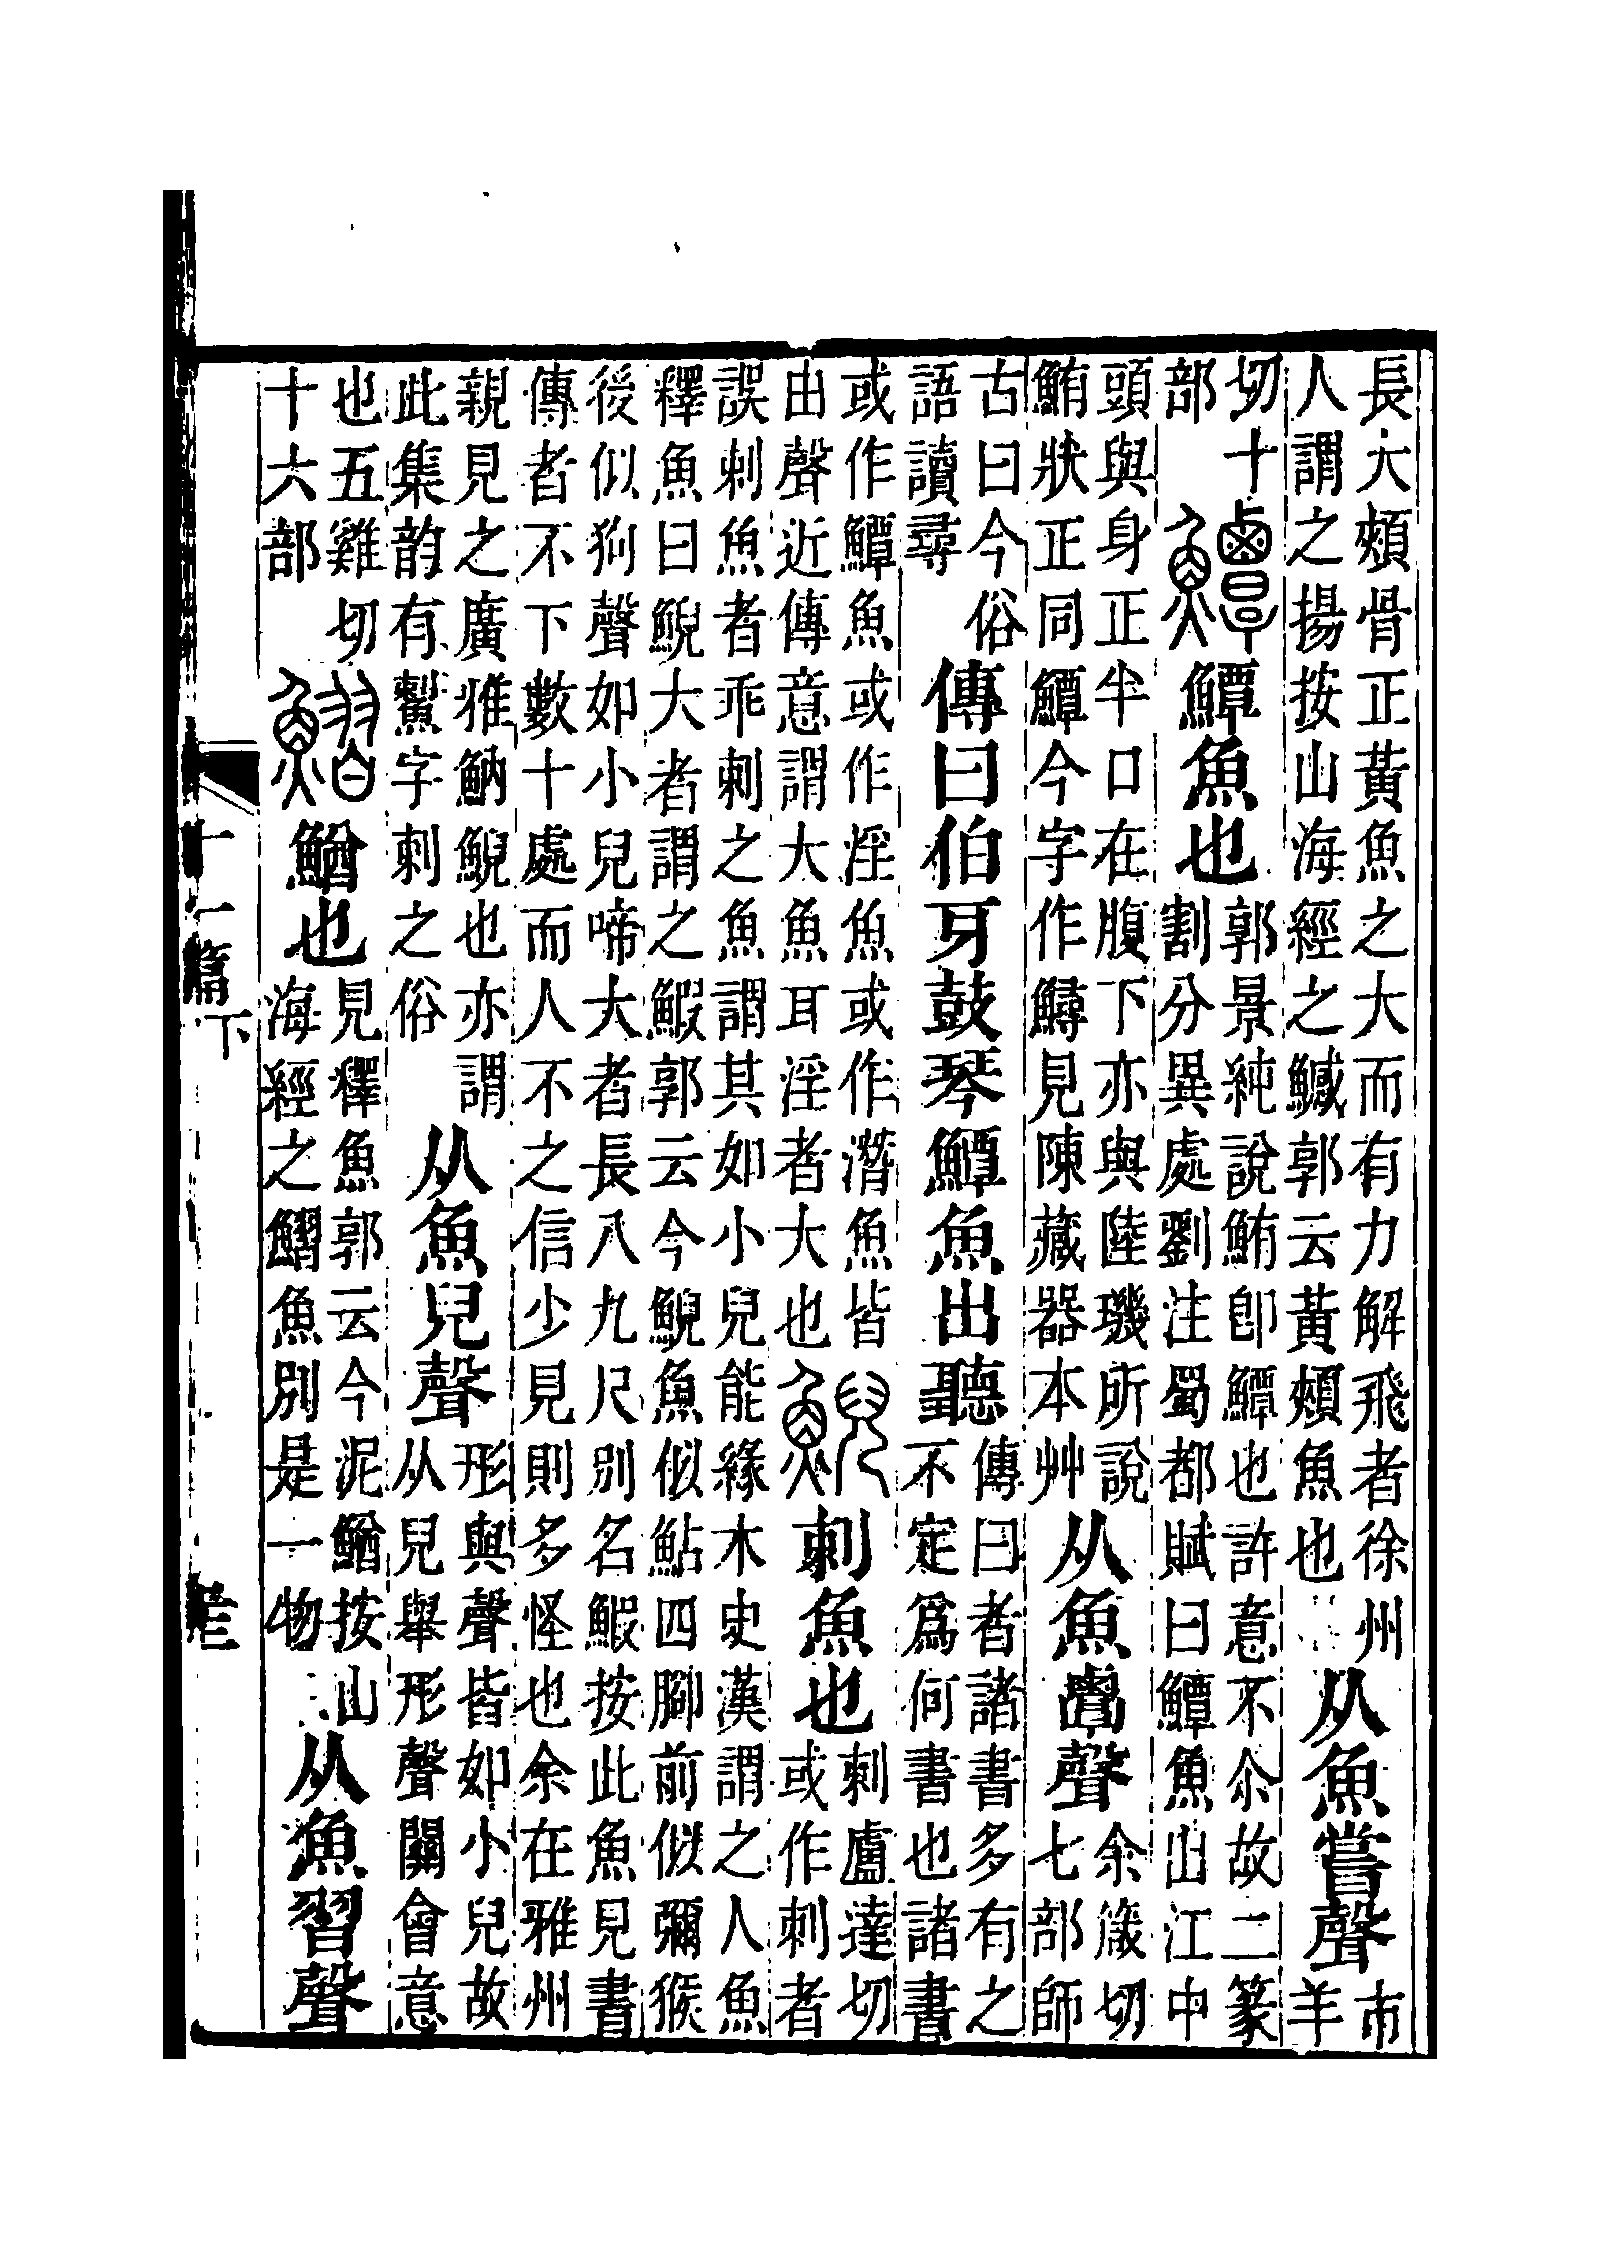 長大頰骨正黃魚之大而有力解飛者徐州人謂之揚按山海經之鱤郭云黃頰魚也从魚嘗聲市羊
切十部鱏鱏魚也郭景純說鮪卽鱏也許意不尒故二篆割分異處劉注蜀都賦曰鱏魚出江中
頭與身正半口在腹下亦與陸璣所說鮪狀正同鱏今字作鱘見陳藏器本艸从魚覃聲余箴切七部師
古曰今俗語讀尋傳曰伯牙鼓琴鱏魚出聽傳曰者諸書多有之不定爲何書也諸書
或作鱏魚或作淫魚或作潛魚皆由聲近傳意謂大魚耳淫者大也鯢剌魚也剌盧達切或作刺者
誤剌魚者乖剌之魚謂其如小兒能緣木史漢謂之人魚釋魚曰鯢大者謂之鰕郭云今鯢魚似鮎四腳前似獼猴
後似狗聲如小兒啼大者長八九尺別名鰕按此魚見書傳者不下數十處而人不之信少見則多怪也余在雅州
親見之廣雅魶鯢也亦謂此集韵有字剌之俗从魚兒聲形與聲皆如小兒故从兒舉形聲關會意
也五雞切十六部鰼鰌也見釋魚郭云今泥鰌按山海經之鰼魚別是一物从魚習聲
十一篇下